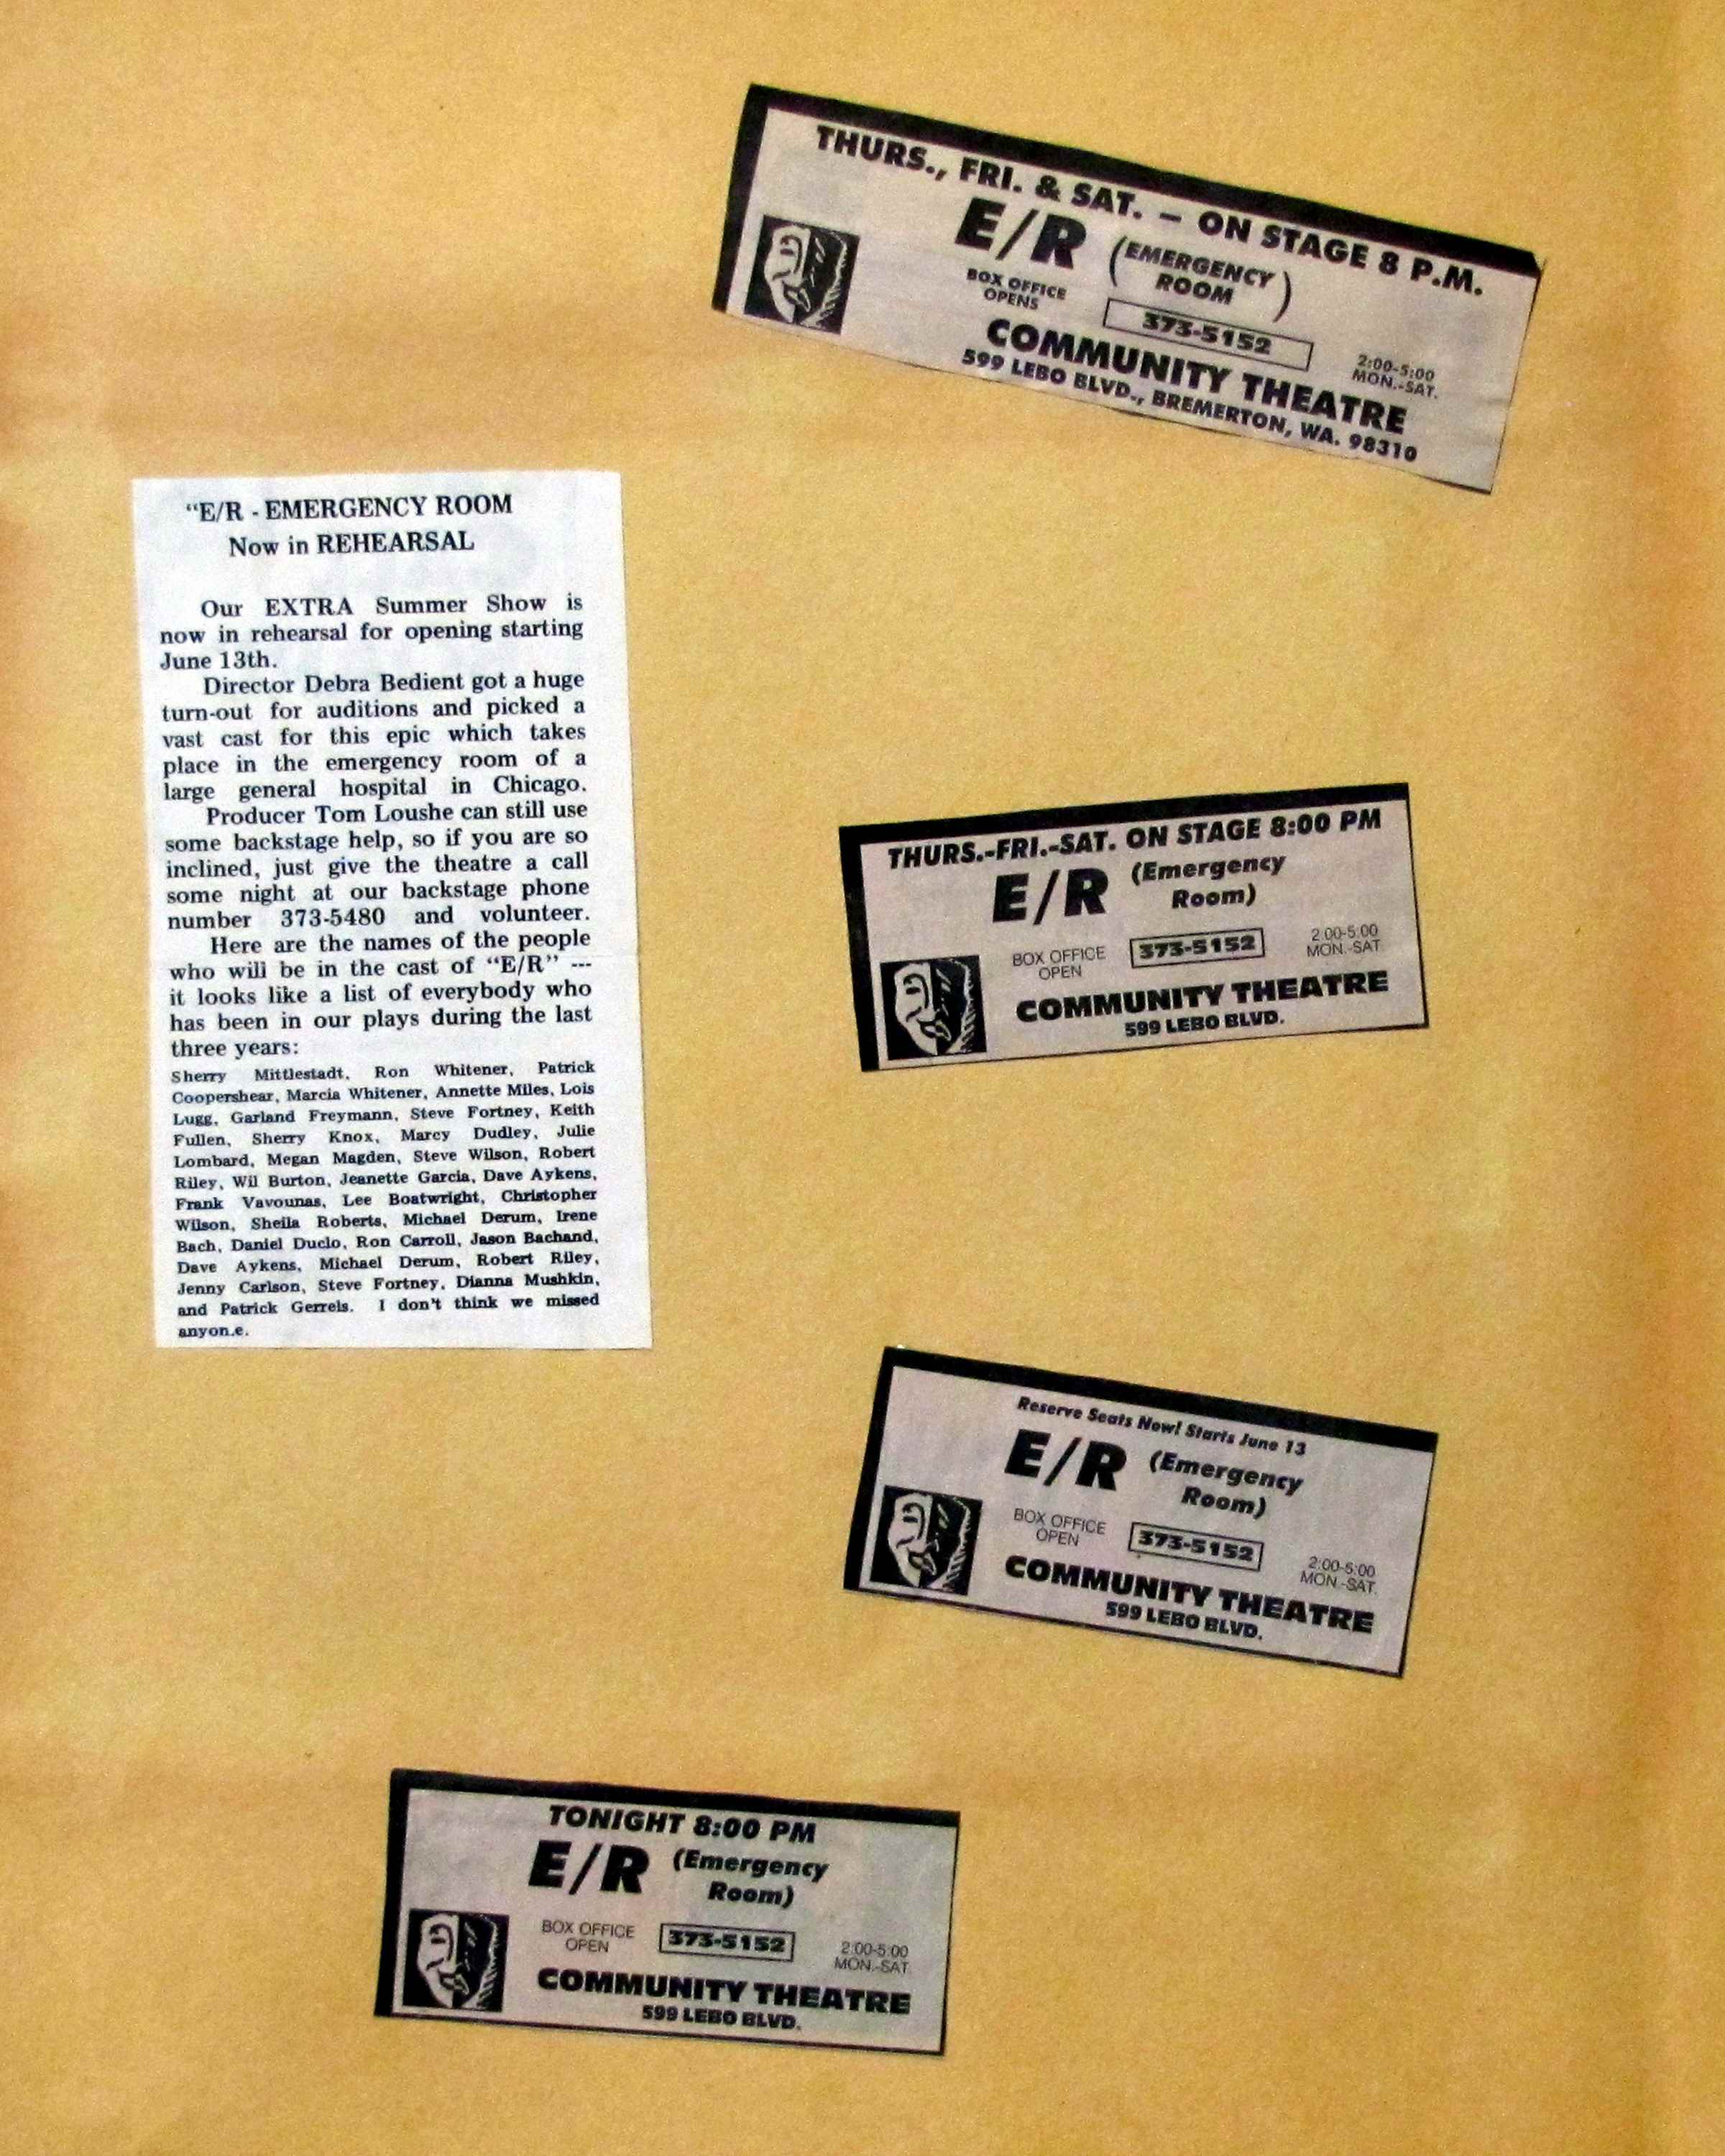 THURS., FRI. & SAT. — ON STAGE 8 P.M.
E/R (EMERGENCY
ROOM)
BOX OFFICE
OPENS
373-5152
2:00-5:00
MON.-SAT.
COMMUNITY THEATRE
599 LEBO BLVD., BREMERTON, WA. 98310
"E/R - EMERGENCY ROOM
Now in REHEARSAL
Our EXTRA Summer Show is
now in rehearsal for opening starting
June 13th.
Director Debra Bedient got a huge
turn-out for auditions and picked a
vast cast for this epic which takes
place in the emergency room of a
large general hospital in Chicago.
Producer Tom Loushe can still use
some backstage help, so if you are so
inclined, just give the theatre a call
some night at our backstage phone
number 373-5480 and volunteer.
Here are the names of the people
who will be in the cast of "E/R" ---
it looks like a list of everybody who
has been in our plays during the last
three years:
Sherry Mittlestadt, Ron Whitener, Patrick
Coopershear, Marcia Whitener, Annette Miles, Lois
Lugg, Garland Freymann, Steve Fortney, Keith
Fullen, Sherry Knox, Marcy Dudley, Julie
Lombard, Megan Magden, Steve Wilson, Robert
Riley, Wil Burton, Jeanette Garcia, Dave Aykens,
Frank Vavounas, Lee Boatwright, Christopher
Wilson, Sheila Roberts, Michael Derum, Irene
Bach, Daniel Duclo, Ron Carroll, Jason Bachand,
Dave Aykens, Michael Derum, Robert Riley,
Jenny Carlson, Steve Fortney, Dianna Mushkin,
and Patrick Gerrels. I don't think we missed
anyon.e.
THURS.-FRI.-SAT. ON STAGE 8:00 PM
E/R (Emergency
Room)
BOX OFFICE
OPEN
373-5152
2:00-5:00
MON.-SAT
COMMUNITY THEATRE
599 LEBO BLVD.
Reserve Seats Now! Starts June 13
E/R (Emergency
Room)
BOX OFFICE
OPEN
373-5152
2:00-5:00
MON.-SAT.
COMMUNITY THEATRE
599 LEBO BLVD.
TONIGHT 8:00 PM
E/R (Emergency
Room)
BOX OFFICE
OPEN
373-5152
2:00-5:00
MON.-SAT.
COMMUNITY THEATRE
599 LEBO BLVD.